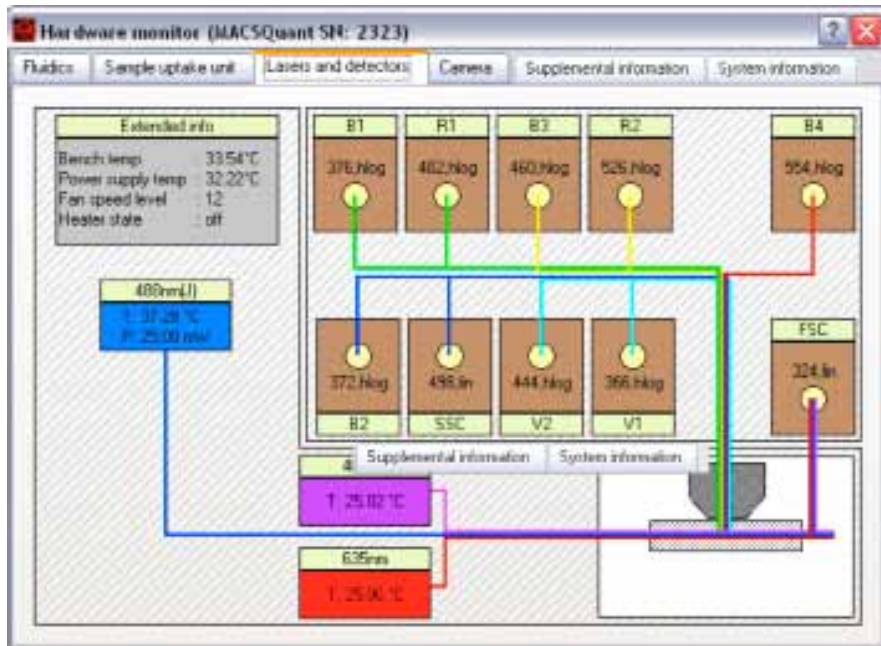 Hardware monitor (MACSQuant SN: 2323)
Fluidics Sample uptake unit Lasers and detectors Camera Supplemental information System information
Extended info
Bench temp : 33.54°C
Power supply temp : 32.22°C
Fan speed level : 12
Heater state : off
B1 R1 B3 R2 B4
376,hlog 482,hlog 460,hlog 526,hlog 554,hlog
488nm(J)
T: 37.28 °C
P: 25.00 mW
FSC
324,lin
372,hlog 498,lin 444,hlog 366,hlog
B2 SSC V2 V1
Supplemental information System information
4
T: 25.02 °C
635nm
T: 25.00 °C